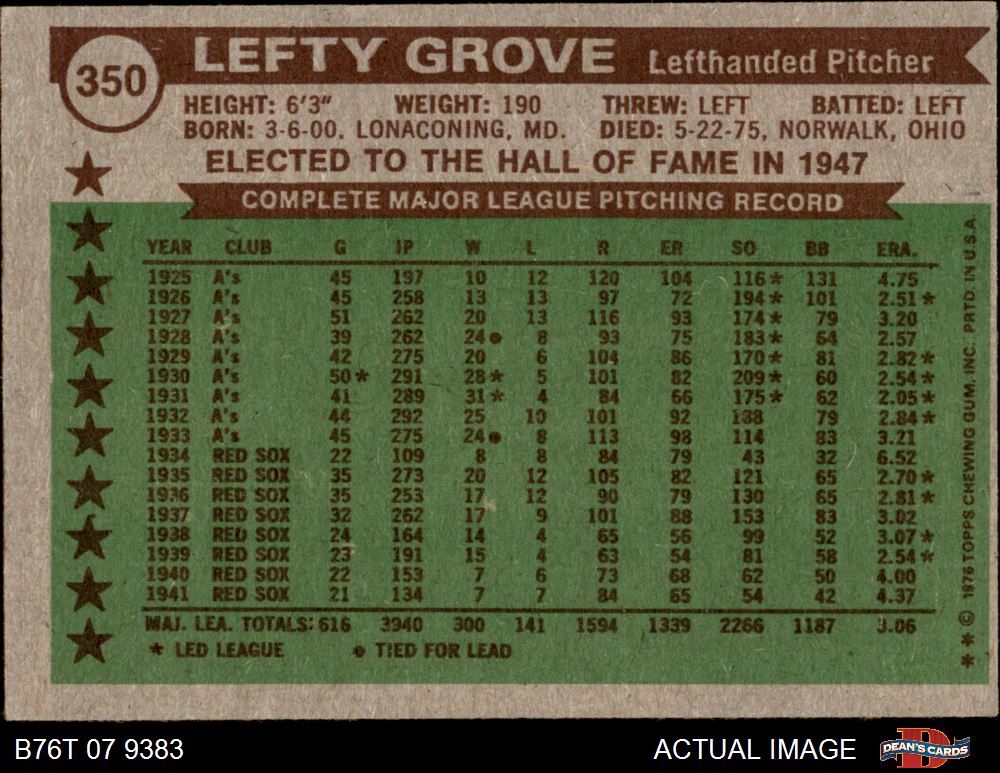 350
LEFTY GROVE Lefthanded Pitcher
HEIGHT: 6'3" WEIGHT: 190 THREW: LEFT BATTED: LEFT
BORN: 3-6-00, LONACONING, MD. DIED: 5-22-75, NORWALK, OHIO
ELECTED TO THE HALL OF FAME IN 1947
COMPLETE MAJOR LEAGUE PITCHING RECORD
YEAR CLUB G IP W L R ER SO BB ERA.
1925 A's 45 197 10 12 120 104 116* 131 4.75
1926 A's 45 258 13 13 97 72 194* 101 2.51*
1927 A's 51 262 20 13 116 93 174* 79 3.20
1928 A's 39 262 24● 8 93 75 183* 64 2.57
1929 A's 42 275 20 6 104 86 170* 81 2.82*
1930 A's 50* 291 28* 5 101 82 209* 60 2.54*
1931 A's 41 289 31* 4 84 66 175* 62 2.05*
1932 A's 44 292 25 10 101 92 188 79 2.84*
1933 A's 45 275 24● 8 113 98 114 83 3.21
1934 RED SOX 22 109 8 8 84 79 43 32 6.52
1935 RED SOX 35 273 20 12 105 82 121 65 2.70*
1936 RED SOX 35 253 17 12 90 79 130 65 2.81*
1937 RED SOX 32 262 17 9 101 88 153 83 3.02
1938 RED SOX 24 164 14 4 65 56 99 52 3.07*
1939 RED SOX 23 191 15 4 63 54 81 58 2.54*
1940 RED SOX 22 153 7 6 73 68 62 50 4.00
1941 RED SOX 21 134 7 7 84 65 54 42 4.37
MAJ. LEA. TOTALS: 616 3940 300 141 1594 1339 2266 1187 3.06
* LED LEAGUE ● TIED FOR LEAD
* * © 1976 TOPPS CHEWING GUM, INC. PRTD. IN U.S.A.
B76T 07 9383 ACTUAL IMAGE DEAN'S CARDS